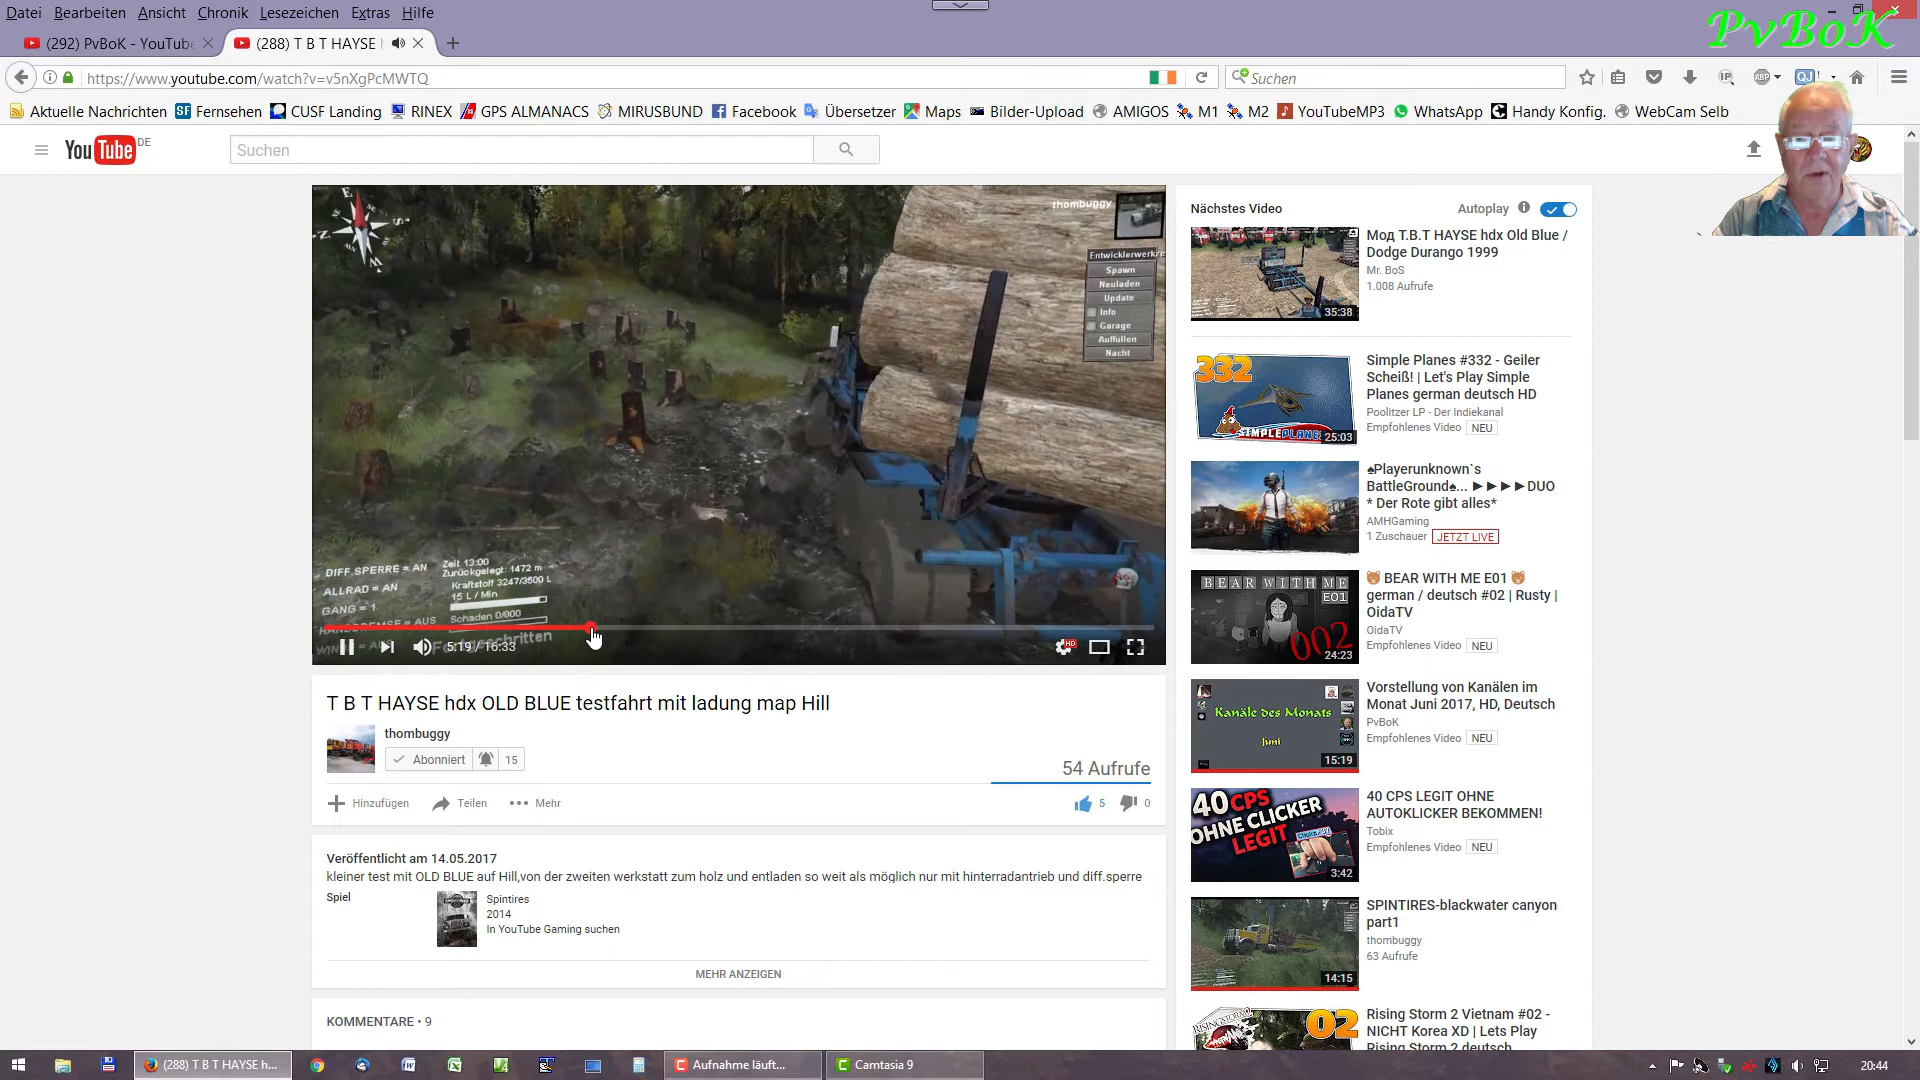 Datei Bearbeiten Ansicht Chronik Lesezeichen Extras Hilfe
PvBoK
(292) PvBoK - YouTube
(288) T B T HAYSE
https://www.youtube.com/watch?v=v5nXgPcMWTQ
Suchen
Aktuelle Nachrichten Fernsehen CUSF Landing RINEX GPS ALMANACS MIRUSBUND Facebook Übersetzer Maps Bilder-Upload AMIGOS M1 M2 YouTubeMP3 WhatsApp Handy Konfig. WebCam Selb
YouTube DE
Suchen
thombuggy
Spawn
Neuladen
Update
Info
Garage
Auffüllen
Nacht
DIFF.SPERRE = AN
ALLRAD = AN
GANG = 1
Zeit 13:00
Zurückgelegt: 1472 m
Kraftstoff 3247/3600 L
15 L / Min
Schaden 0/800
5:19 / 16:33
T B T HAYSE hdx OLD BLUE testfahrt mit ladung map Hill
thombuggy
Abonniert 15
54 Aufrufe
Hinzufügen Teilen Mehr
5 0
Veröffentlicht am 14.05.2017
kleiner test mit OLD BLUE auf Hill,von der zweiten werkstatt zum holz und entladen so weit als möglich nur mit hinterradantrieb und diff.sperre
Spiel
Spintires
2014
In YouTube Gaming suchen
MEHR ANZEIGEN
KOMMENTARE • 9
Nächstes Video Autoplay
Мод T.B.T HAYSE hdx Old Blue /
Dodge Durango 1999
Mr. BoS
1.008 Aufrufe
35:38
332
SIMPLEPLANES
25:03
Simple Planes #332 - Geiler
Scheiß! | Let's Play Simple
Planes german deutsch HD
Poolitzer LP - Der Indiekanal
Empfohlenes Video NEU
♠Playerunknown`s
BattleGround♠... ►►►►DUO
* Der Rote gibt alles*
AMHGaming
1 Zuschauer JETZT LIVE
BEAR WITH ME
E01
002
24:23
🐻 BEAR WITH ME E01 🐻
german / deutsch #02 | Rusty |
OidaTV
OidaTV
Empfohlenes Video NEU
Kanäle des Monats
Juni
15:19
Vorstellung von Kanälen im
Monat Juni 2017, HD, Deutsch
PvBoK
Empfohlenes Video NEU
40 CPS
OHNE CLICKER
LEGIT
3:42
40 CPS LEGIT OHNE
AUTOKLICKER BEKOMMEN!
Tobix
Empfohlenes Video NEU
14:15
SPINTIRES-blackwater canyon
part1
thombuggy
63 Aufrufe
02
Rising Storm 2 Vietnam #02 -
NICHT Korea XD | Lets Play
Rising Storm 2 deutsch
(288) T B T HAYSE h...
Aufnahme läuft...
Camtasia 9
20:44